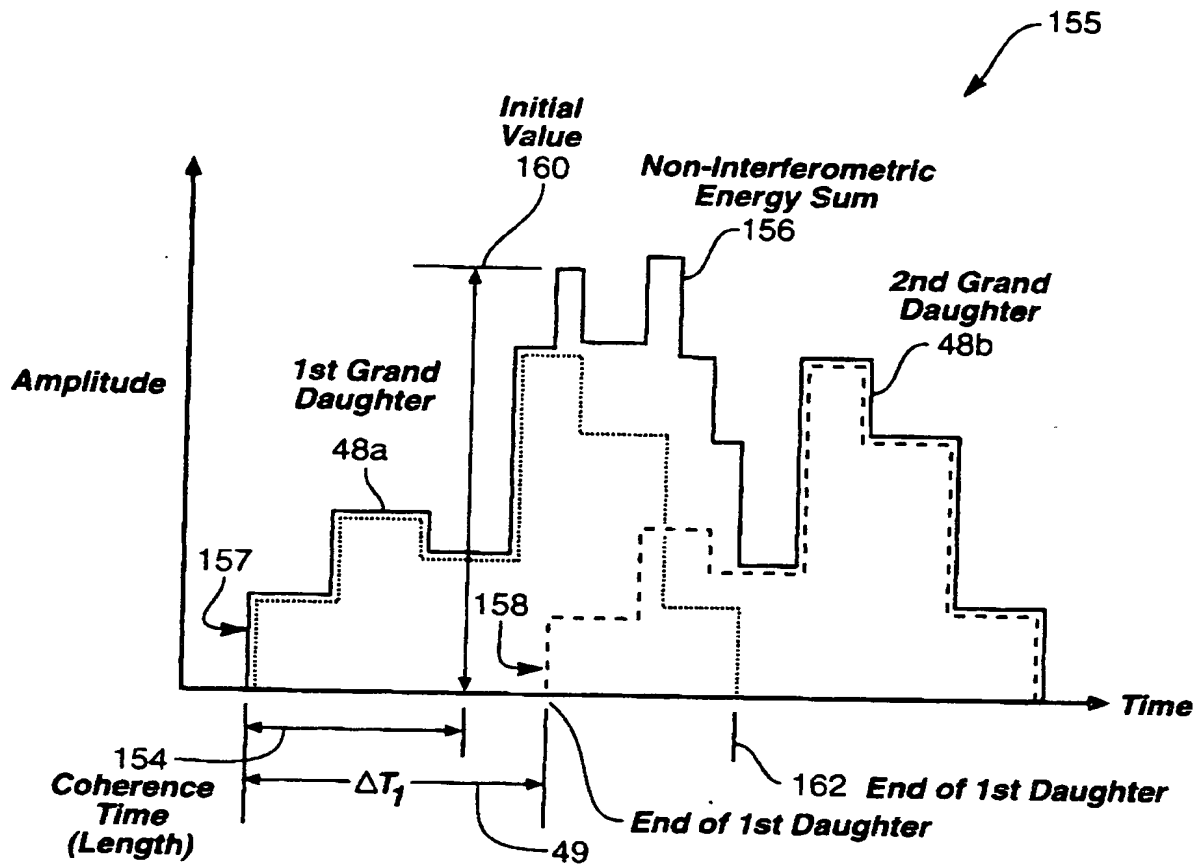 155
Initial
Value
160
Non-Interferometric
Energy Sum
156
2nd Grand
Daughter
48b
Amplitude
1st Grand
Daughter
48a
157
158
Time
154
Coherence
Time
(Length)
ΔT1
49
162 End of 1st Daughter
End of 1st Daughter